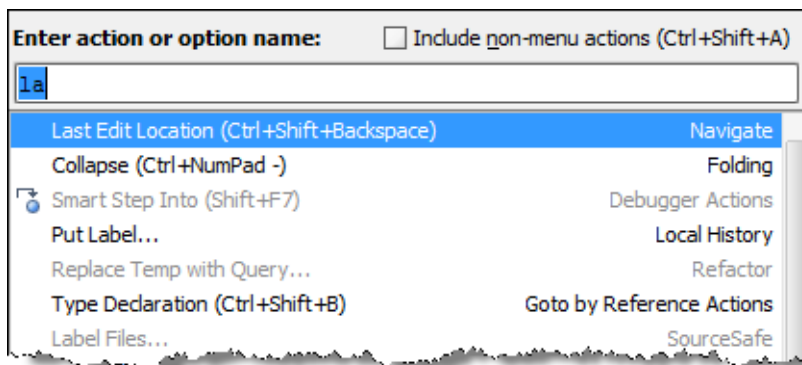 Enter action or option name: Include non-menu actions (Ctrl+Shift+A)
la
Last Edit Location (Ctrl+Shift+Backspace) Navigate
Collapse (Ctrl+NumPad -) Folding
Smart Step Into (Shift+F7) Debugger Actions
Put Label... Local History
Replace Temp with Query... Refactor
Type Declaration (Ctrl+Shift+B) Goto by Reference Actions
Label Files... SourceSafe